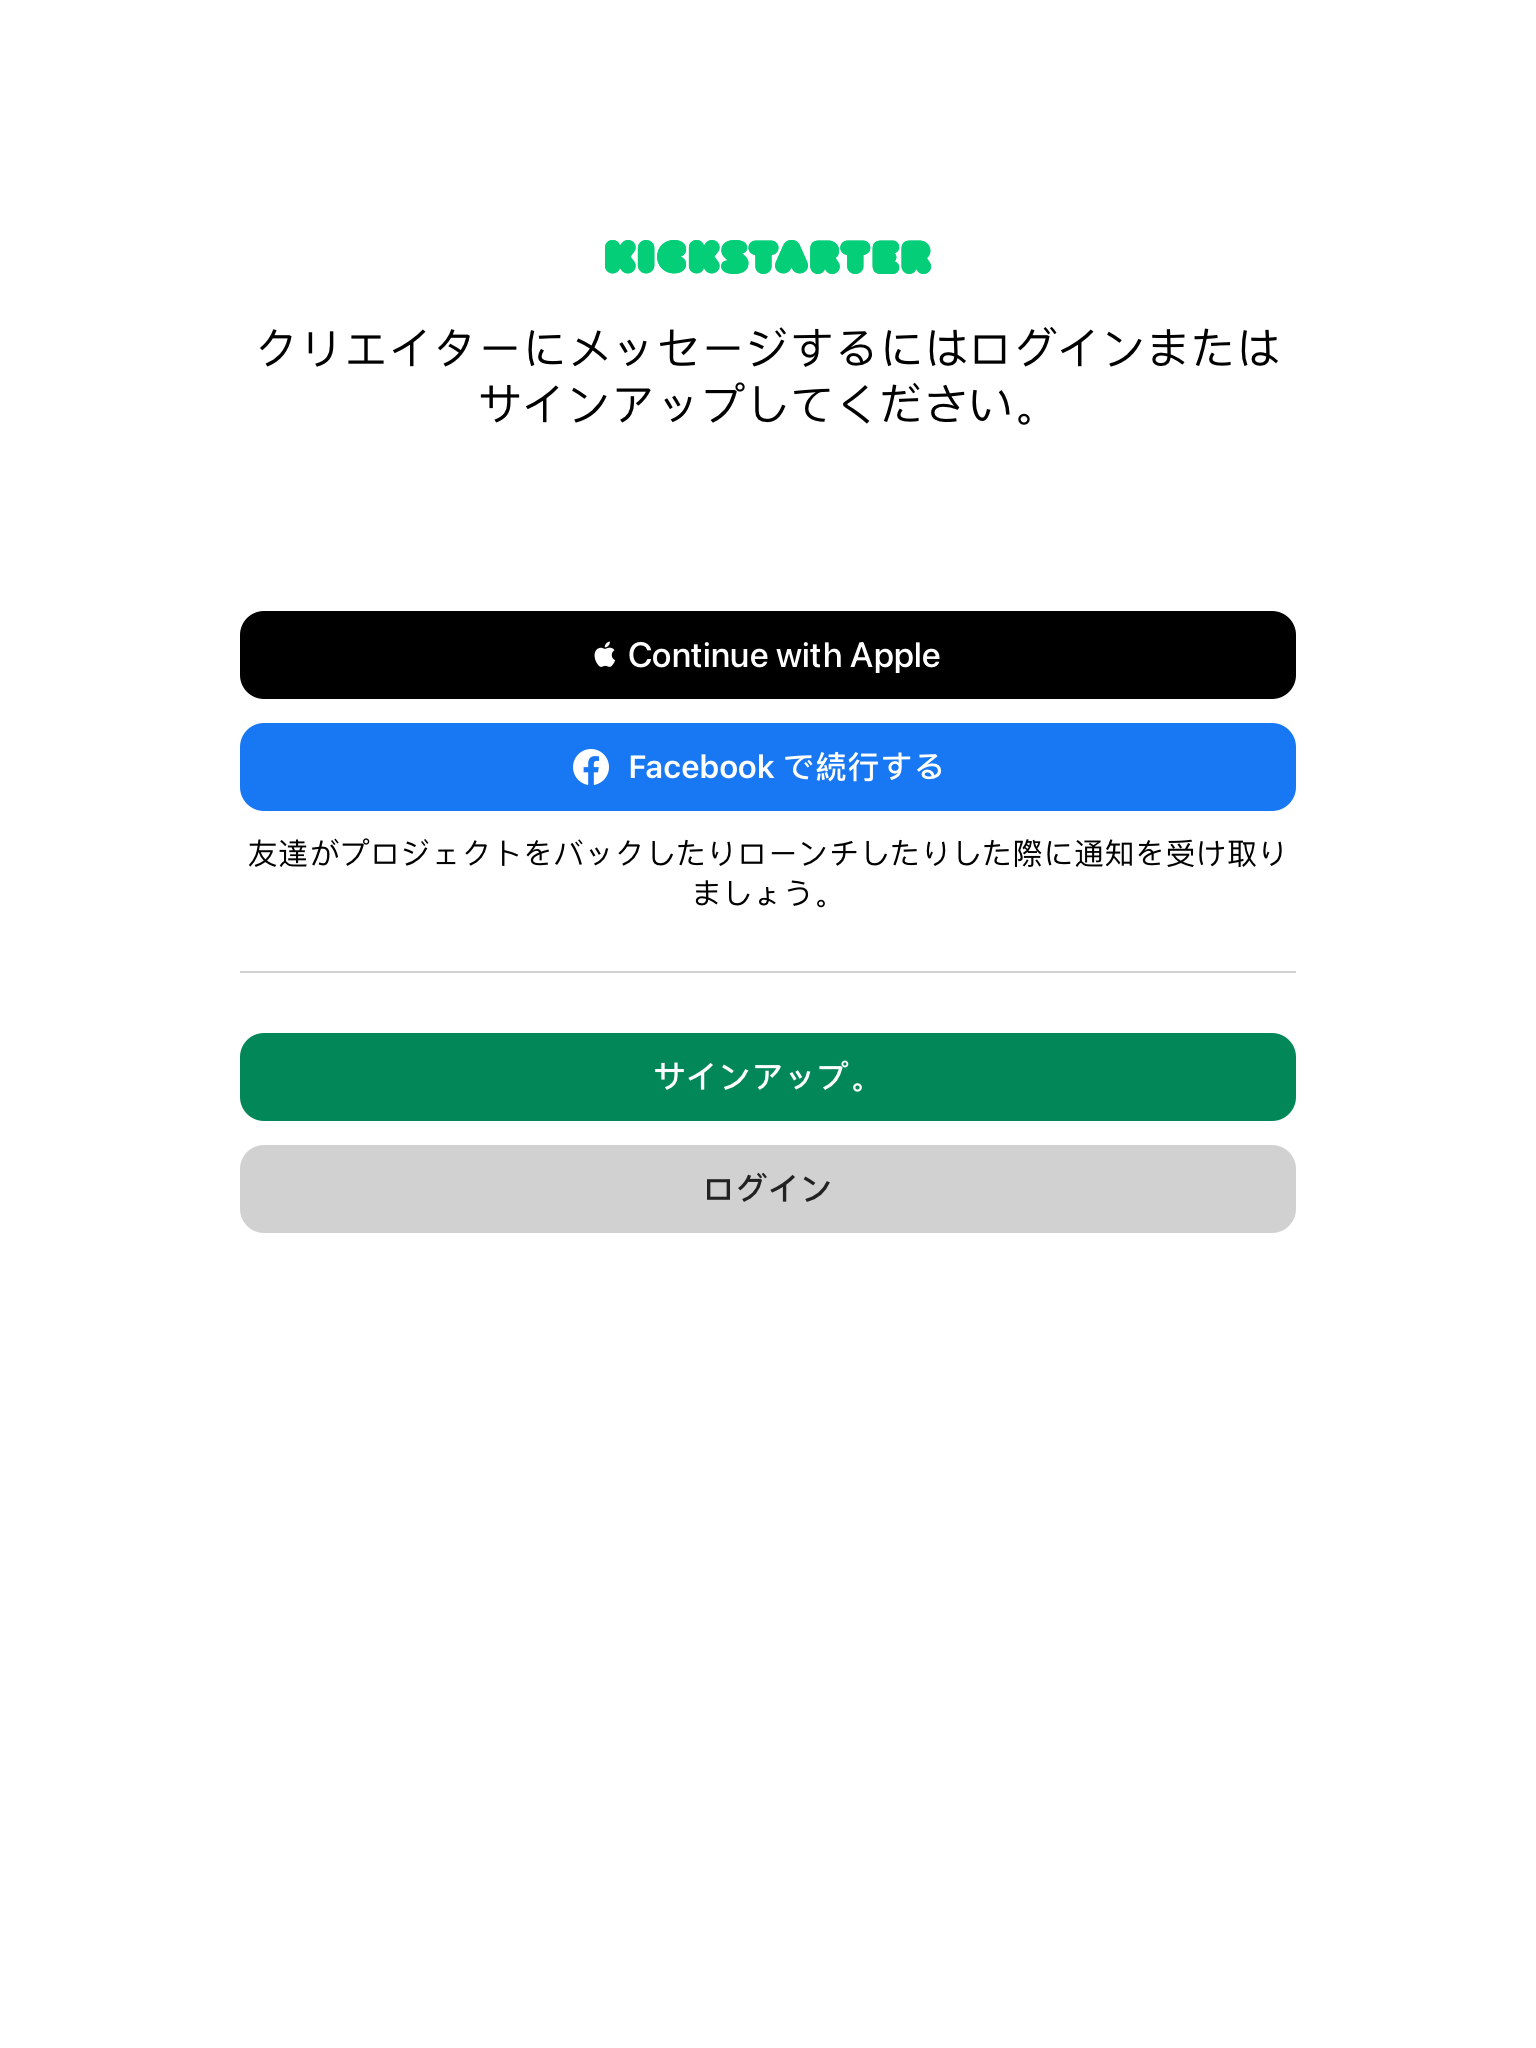 KICKSTARTER
クリエイターにメッセージするにはログインまたは
サインアップしてください。
Continue with Apple
Facebook で続行する
友達がプロジェクトをバックしたりローンチしたりした際に通知を受け取り
ましょう。
サインアップ。
ログイン